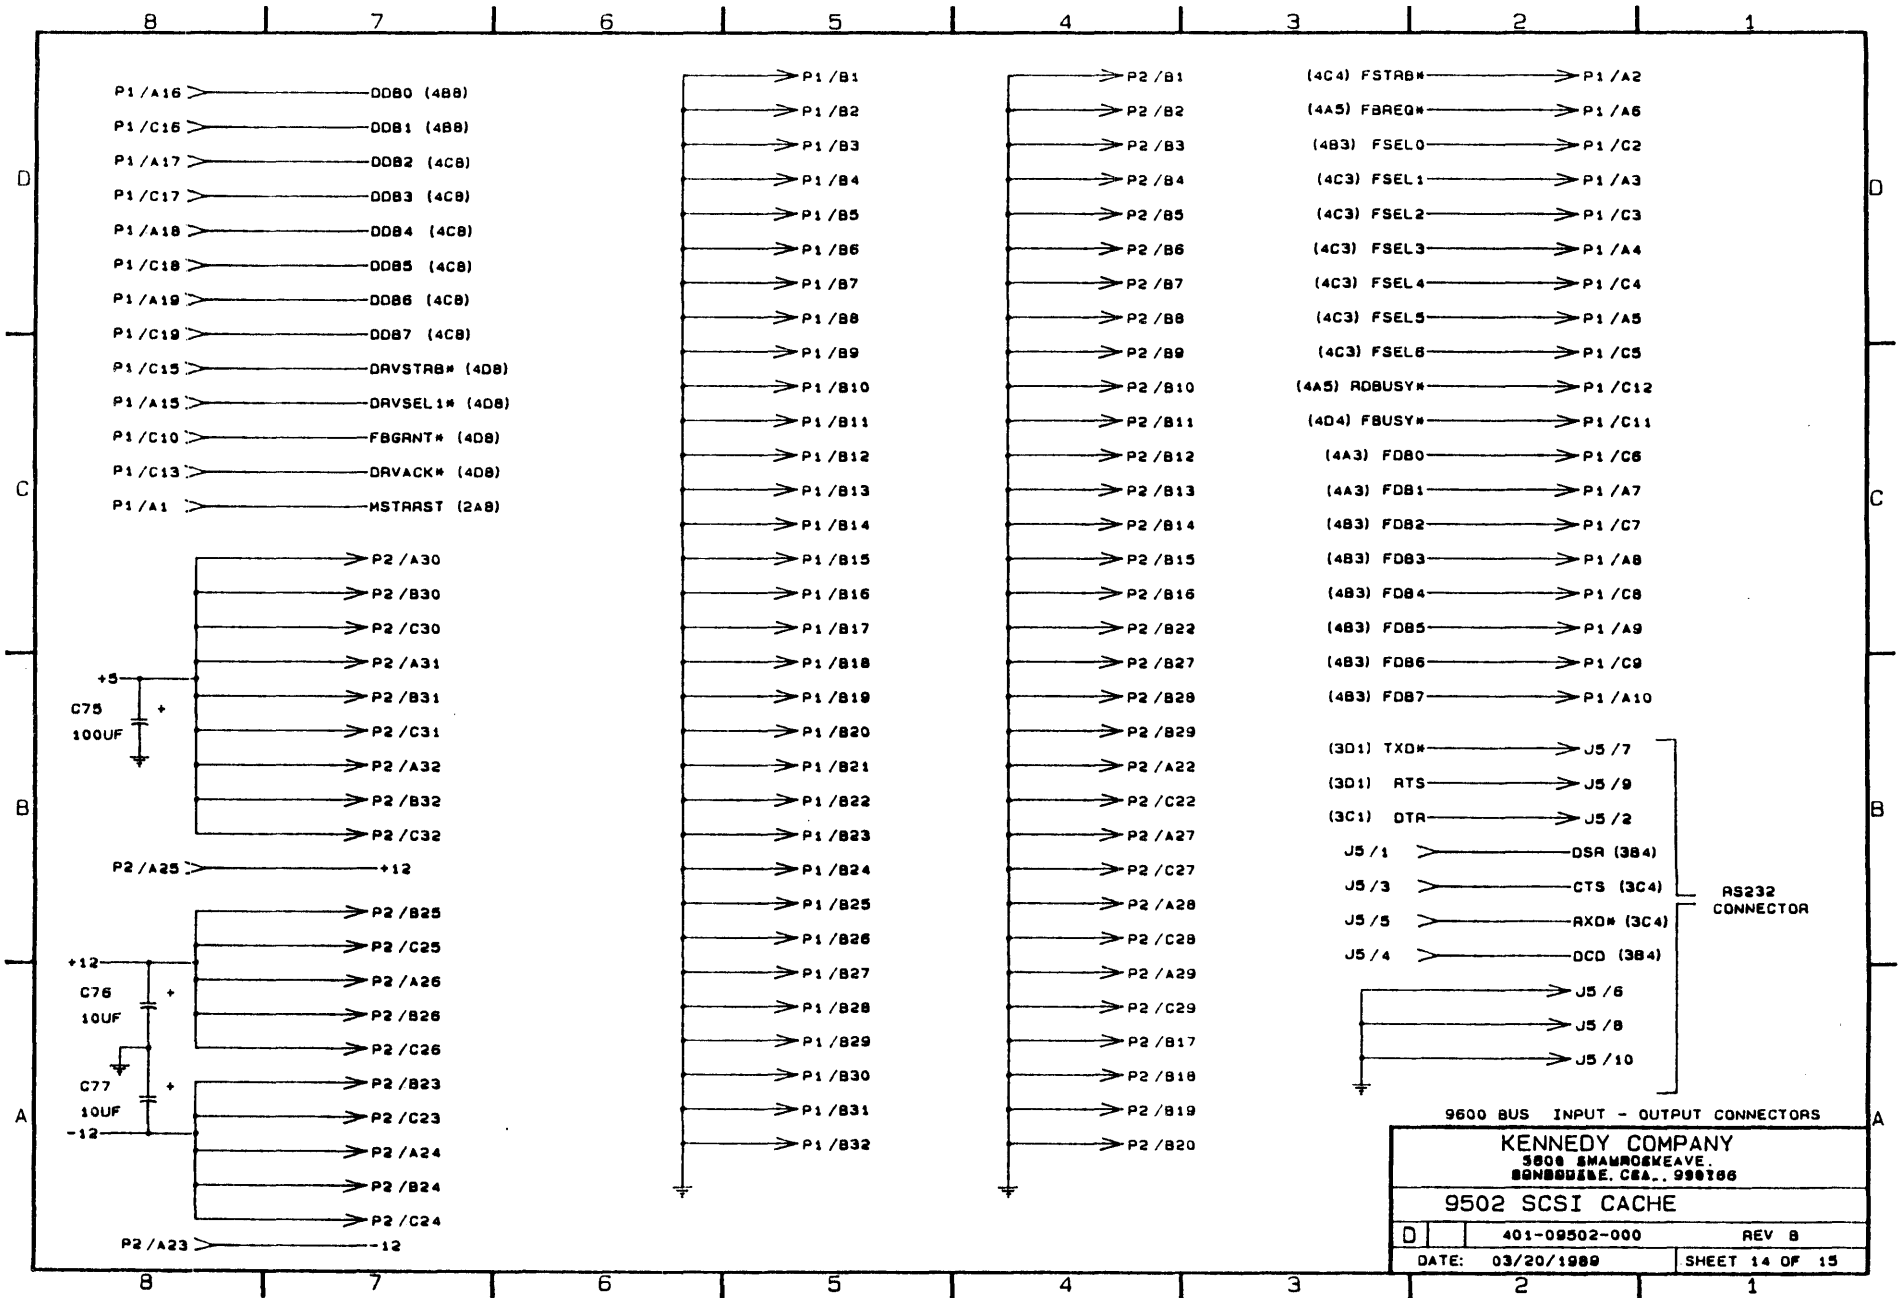 8 7 6 5 4 3 2 1
D
C
B
A
P1/A16 DDB0 (4B8)
P1/C16 DDB1 (4B8)
P1/A17 DDB2 (4C8)
P1/C17 DDB3 (4C8)
P1/A18 DDB4 (4C8)
P1/C18 DDB5 (4C8)
P1/A19 DDB6 (4C8)
P1/C19 DDB7 (4C8)
P1/C15 DRVSTRB* (4D8)
P1/A15 DRVSEL1* (4D8)
P1/C10 FBGRNT* (4D8)
P1/C13 DRVACK* (4D8)
P1/A1 MSTRRST (2A8)
P2/A30
P2/B30
P2/C30
P2/A31
+5
P2/B31
C75 +
100UF
P2/C31
P2/A32
P2/B32
P2/C32
P2/A25 +12
P2/B25
P2/C25
+12
P2/A26
C76 +
10UF
P2/B26
P2/C26
P2/B23
C77 +
10UF
P2/C23
-12
P2/A24
P2/B24
P2/C24
P2/A23 -12
P1/B1
P1/B2
P1/B3
P1/B4
P1/B5
P1/B6
P1/B7
P1/B8
P1/B9
P1/B10
P1/B11
P1/B12
P1/B13
P1/B14
P1/B15
P1/B16
P1/B17
P1/B18
P1/B19
P1/B20
P1/B21
P1/B22
P1/B23
P1/B24
P1/B25
P1/B26
P1/B27
P1/B28
P1/B29
P1/B30
P1/B31
P1/B32
P2/B1
P2/B2
P2/B3
P2/B4
P2/B5
P2/B6
P2/B7
P2/B8
P2/B9
P2/B10
P2/B11
P2/B12
P2/B13
P2/B14
P2/B15
P2/B16
P2/B22
P2/B27
P2/B28
P2/B29
P2/A22
P2/C22
P2/A27
P2/C27
P2/A28
P2/C28
P2/A29
P2/C29
P2/B17
P2/B18
P2/B19
P2/B20
(4C4) FSTRB* P1/A2
(4A5) FBREQ* P1/A6
(4B3) FSEL0 P1/C2
(4C3) FSEL1 P1/A3
(4C3) FSEL2 P1/C3
(4C3) FSEL3 P1/A4
(4C3) FSEL4 P1/C4
(4C3) FSEL5 P1/A5
(4C3) FSEL6 P1/C5
(4A5) RDBUSY* P1/C12
(4D4) FBUSY* P1/C11
(4A3) FDB0 P1/C6
(4A3) FDB1 P1/A7
(4B3) FDB2 P1/C7
(4B3) FDB3 P1/A8
(4B3) FDB4 P1/C8
(4B3) FDB5 P1/A9
(4B3) FDB6 P1/C9
(4B3) FDB7 P1/A10
(3D1) TXD* J5/7
(3D1) RTS J5/9
(3C1) DTR J5/2
J5/1 DSR (3B4)
J5/3 CTS (3C4)
J5/5 RXD* (3C4)
J5/4 DCD (3B4)
J5/6
J5/8
J5/10
RS232
CONNECTOR
D
C
B
A
9600 BUS INPUT - OUTPUT CONNECTORS
KENNEDY COMPANY
9502 SCSI CACHE
D 401-09502-000 REV B
DATE: 03/20/1989 SHEET 14 OF 15
8 7 6 5 4 3 2 1